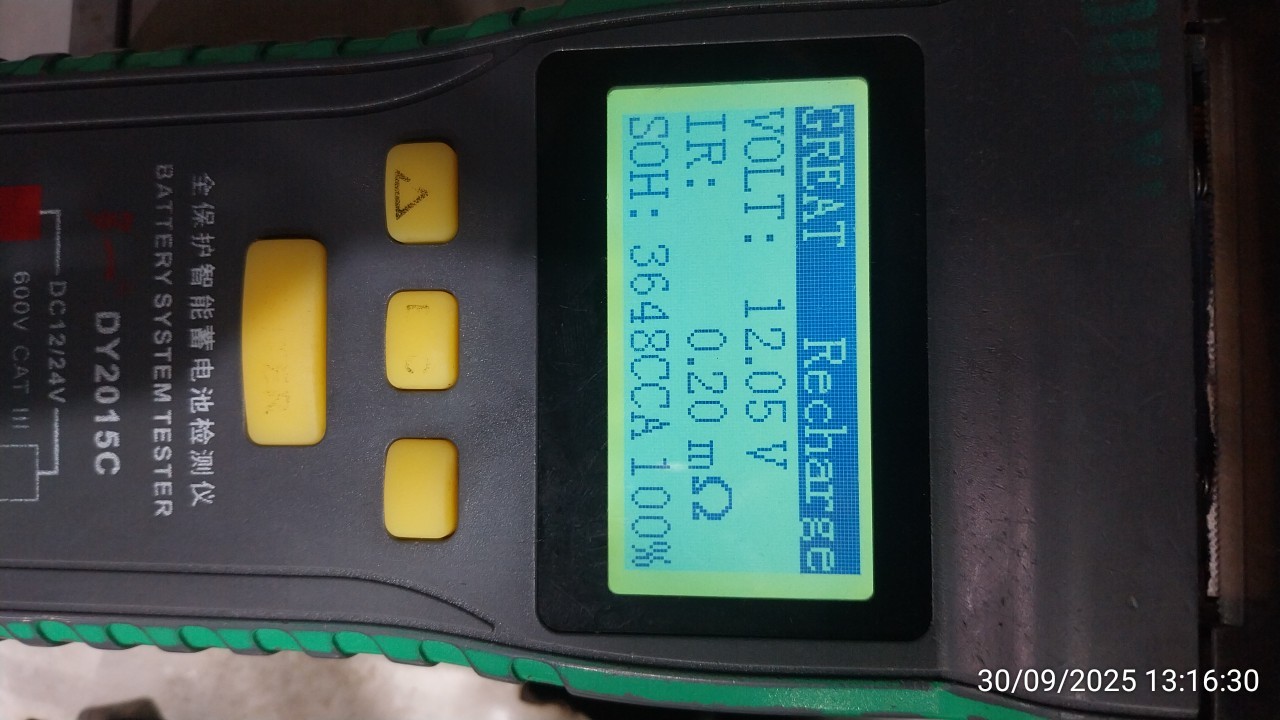 GREAT Recharge
VOLT: 12.05 V
IR: 0.20 mΩ
SOH: 3648CCA 100%
全保护智能蓄电池检测仪
BATTERY SYSTEM TESTER
DY2015C
DC12/24V
600V CAT III
30/09/2025 13:16:30